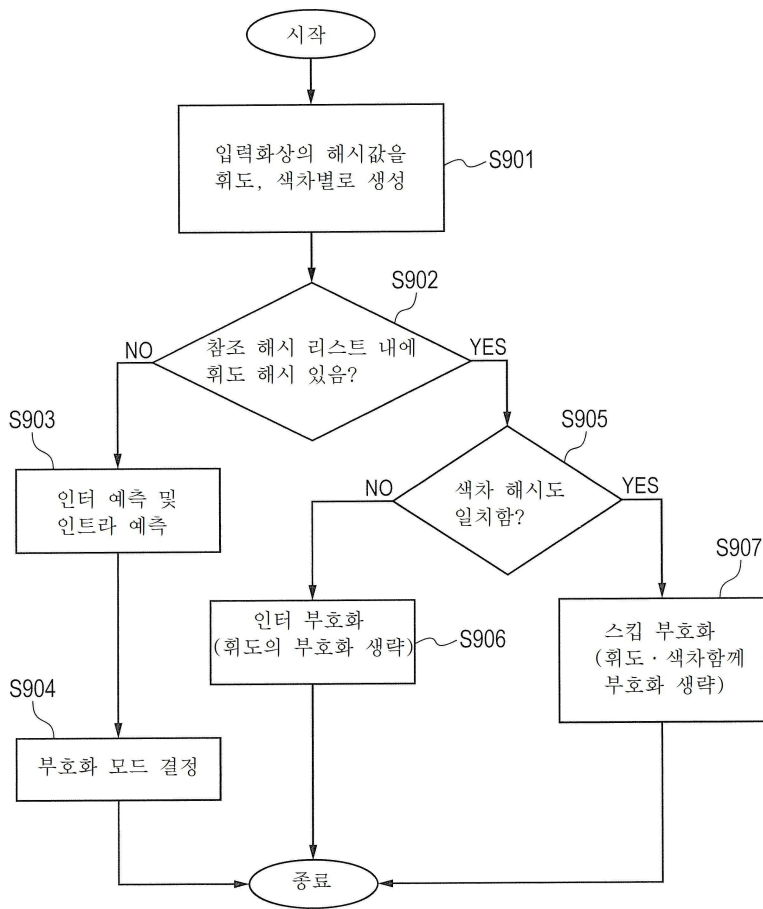 시작
입력화상의 해시값을
휘도, 색차별로 생성
S901
S902
참조 해시 리스트 내에
휘도 해시 있음?
NO
YES
S903
인터 예측 및
인트라 예측
S905
색차 해시도
일치함?
NO
YES
S906
인터 부호화
(휘도의 부호화 생략)
S907
스킵 부호화
(휘도·색차함께
부호화 생략)
S904
부호화 모드 결정
종료